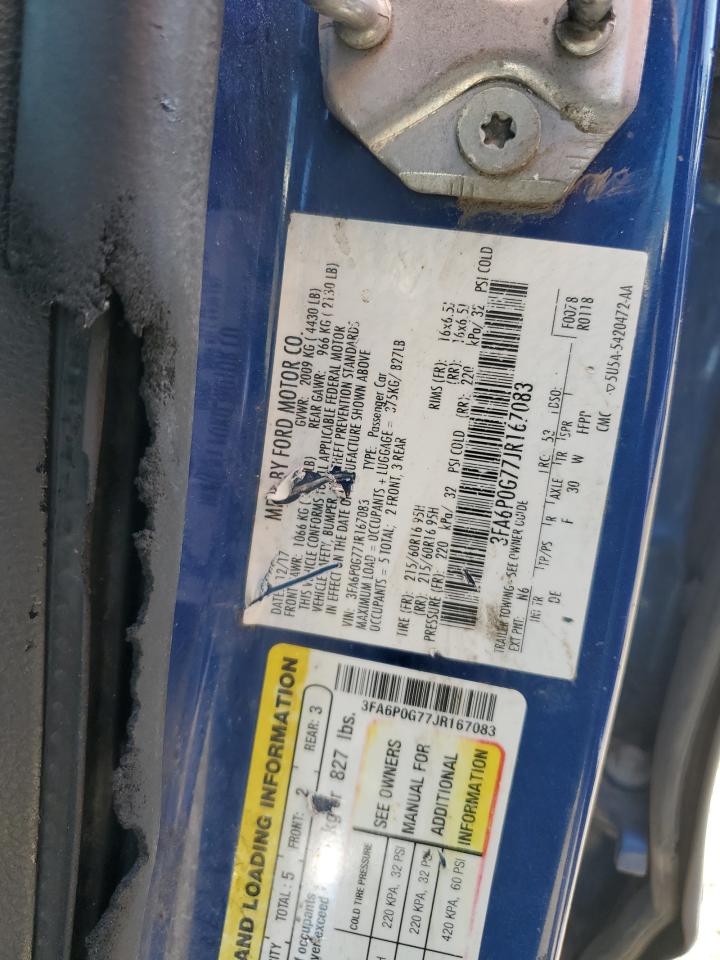 MFD. BY FORD MOTOR CO.
DATE: 12/17 GVWR: 2009 KG ( 4430 LB)
FRONT GAWR: 1066 KG LB) REAR GAWR: 966 KG ( 2130 LB)
THIS VEHICLE CONFORMS ALL APPLICABLE FEDERAL MOTOR
VEHICLE SAFETY, BUMPER, THEFT PREVENTION STANDARDS
IN EFFECT ON THE DATE OF MANUFACTURE SHOWN ABOVE
VIN: 3FA6P0G77JR167083 TYPE: Passenger Car
MAXIMUM LOAD = OCCUPANTS + LUGGAGE = 375KG/ 827LB
OCCUPANTS = 5 TOTAL; 2 FRONT, 3 REAR
TIRE (FR): 215/60R16 95H RIMS (FR): 16x6.5J
(RR): 215/60R16 95H (RR): 16x6.5J
PRESSURE (FR): 220 kPa/ 32 PSI COLD (RR): 220 kPa/ 32 PSI COLD
3FA6P0G77JR167083
TRAILER TOWING - SEE OWNER GUIDE
EXT PNT: N6 RC: 53 DSO: F0078
R0118
INT TR TP/PS R AXLE TR SPR
DE F 30 W FFPP
CMC ▽5U5A-5420472-AA
AND LOADING INFORMATION
TOTAL : 5 FRONT: 2 REAR: 3
occupants
exceed kg or 827 lbs.
3FA6P0G77JR167083
COLD TIRE PRESSURE
220 KPA, 32 PSI
220 KPA, 32 PSI
420 KPA, 60 PSI
SEE OWNERS
MANUAL FOR
ADDITIONAL
INFORMATION